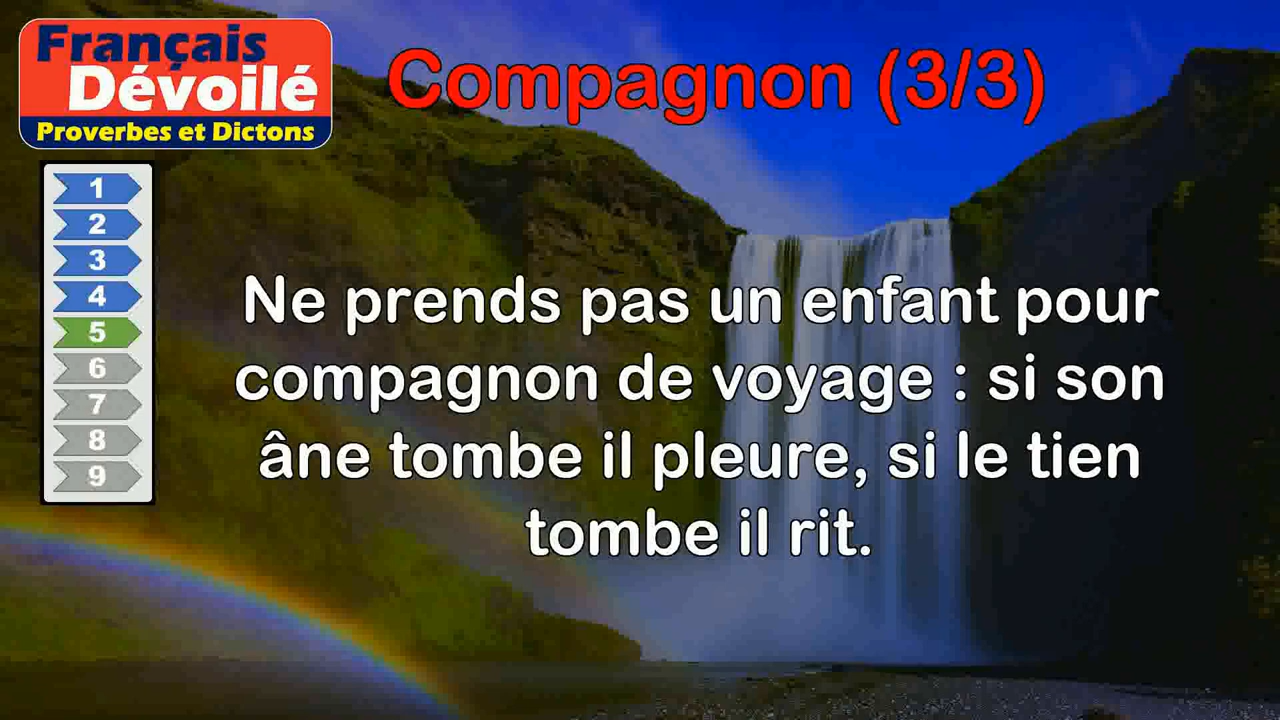 Français
Dévoilé
Proverbes et Dictons
Compagnon (3/3)
1
2
3
4
5
6
7
8
9
Ne prends pas un enfant pour
compagnon de voyage : si son
âne tombe il pleure, si le tien
tombe il rit.